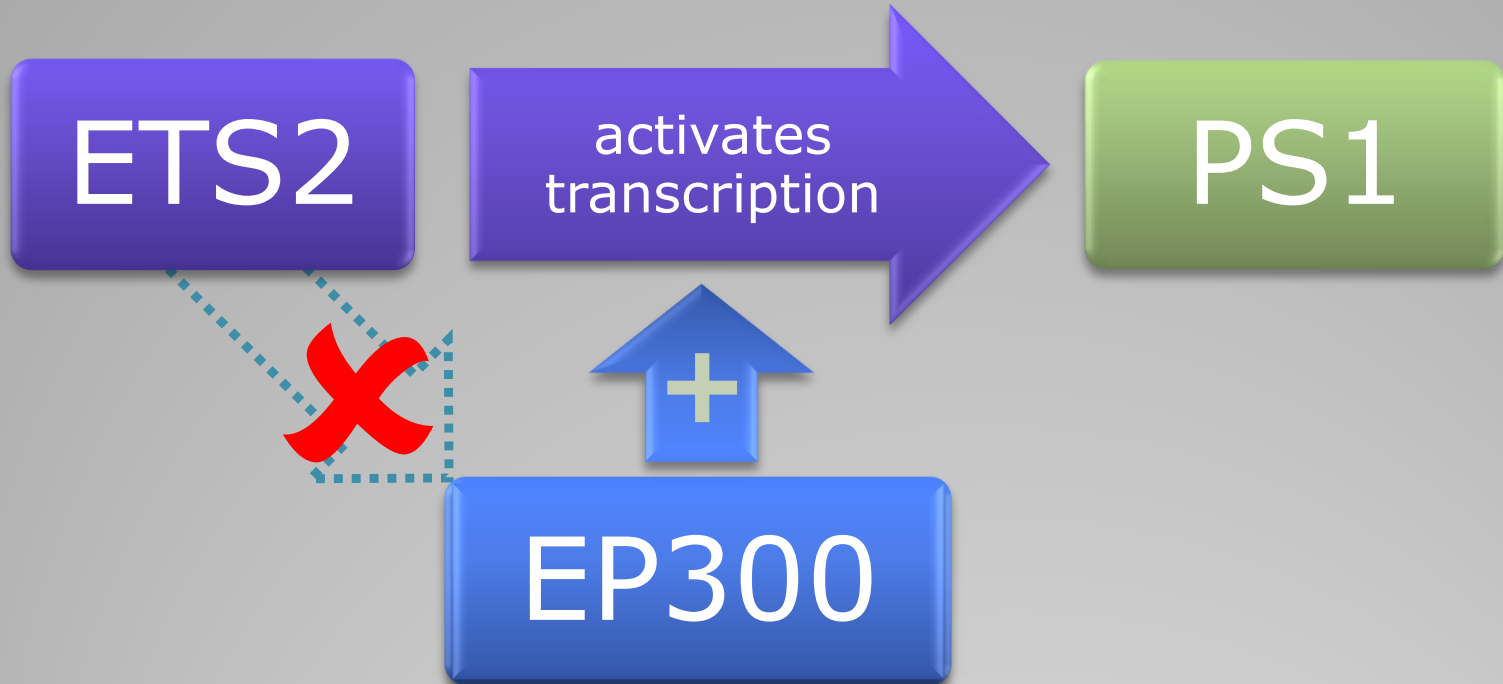 ETS2
activates
transcription
PS1
+
EP300